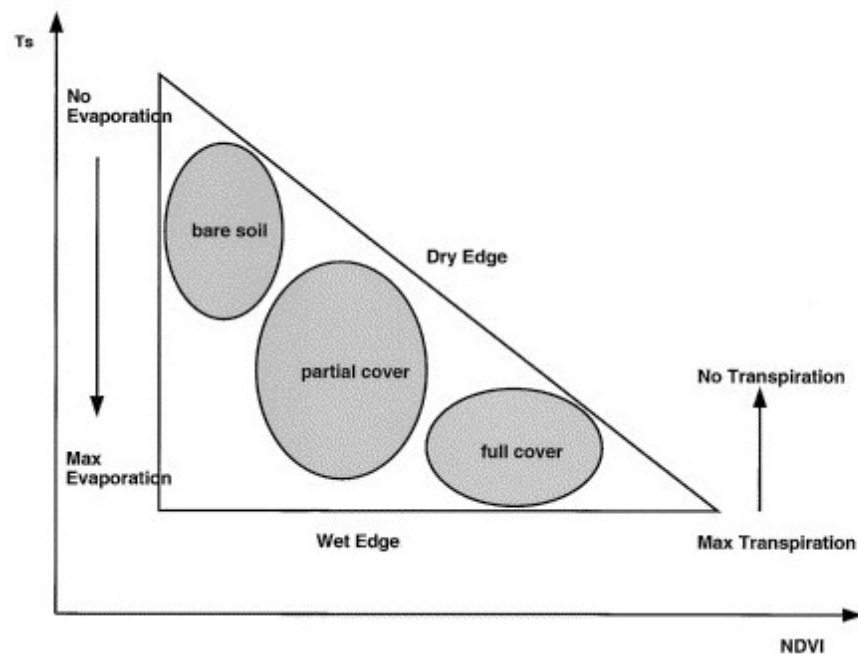 Ts
No
Evaporation
bare soil
Dry Edge
partial cover
No Transpiration
full cover
Max
Evaporation
Wet Edge
Max Transpiration
NDVI